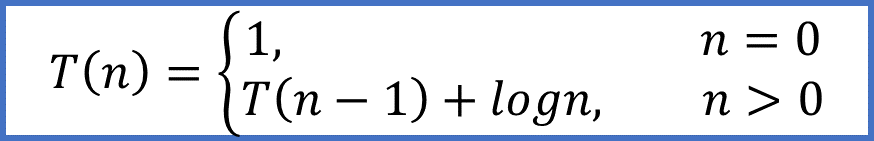 T(n) = { 1, n = 0
T(n − 1) + logn, n > 0